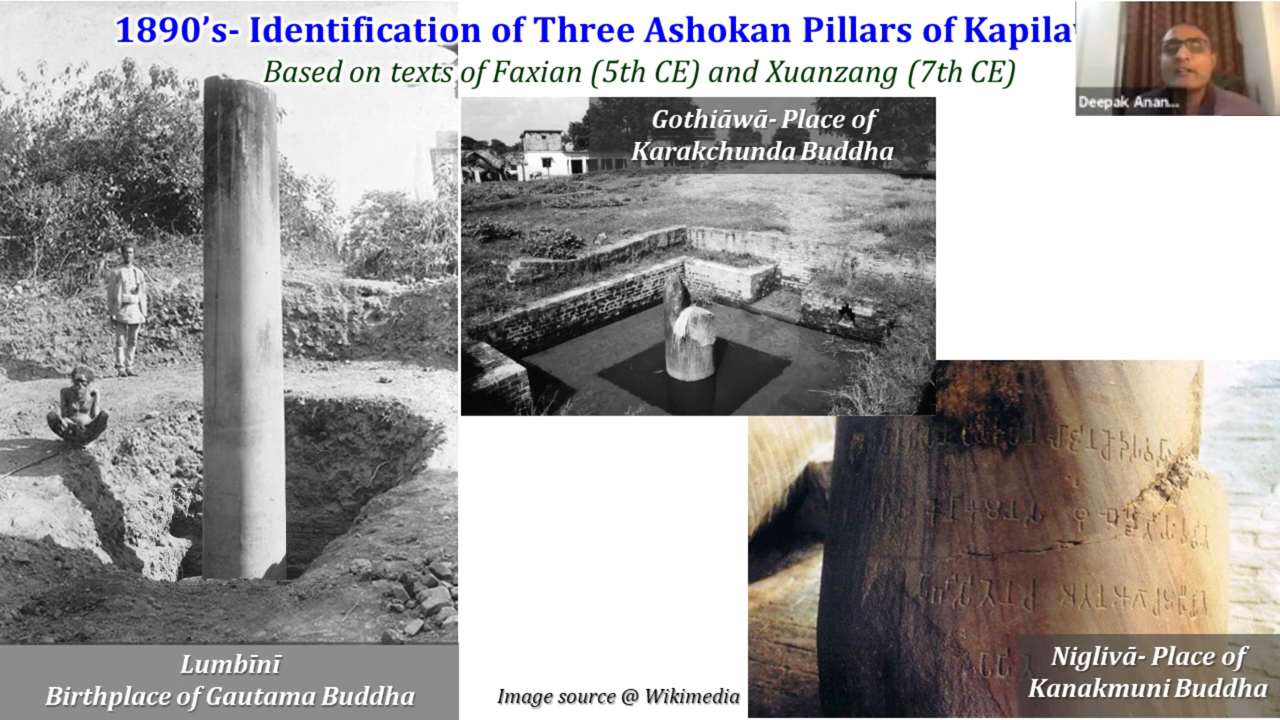 1890’s- Identification of Three Ashokan Pillars of
Based on texts of Faxian (5th CE) and Xuanzang (7th CE)
Deepak Anan...
Gothiāwā- Place of
Karakchunda Buddha
Lumbīnī
Birthplace of Gautama Buddha
Image source @ Wikimedia
Niglivā- Place of
Kanakmuni Buddha